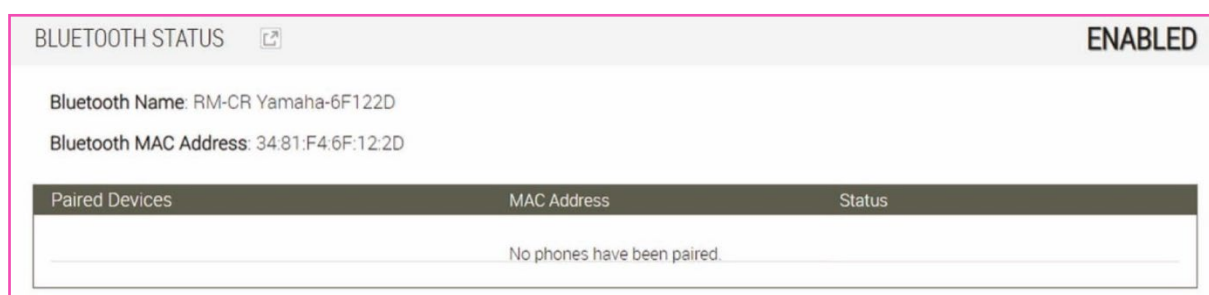 BLUETOOTH STATUS ENABLED
Bluetooth Name: RM-CR Yamaha-6F122D
Bluetooth MAC Address: 34:81:F4:6F:12:2D
Paired Devices MAC Address Status
No phones have been paired.